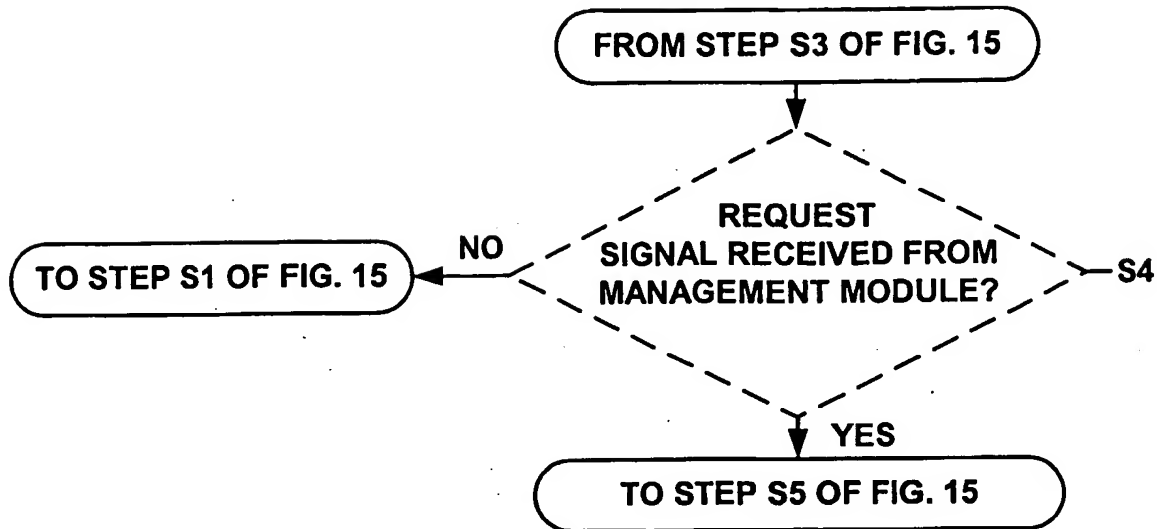 FROM STEP S3 OF FIG. 15
REQUEST
SIGNAL RECEIVED FROM
MANAGEMENT MODULE?
S4
NO
TO STEP S1 OF FIG. 15
YES
TO STEP S5 OF FIG. 15